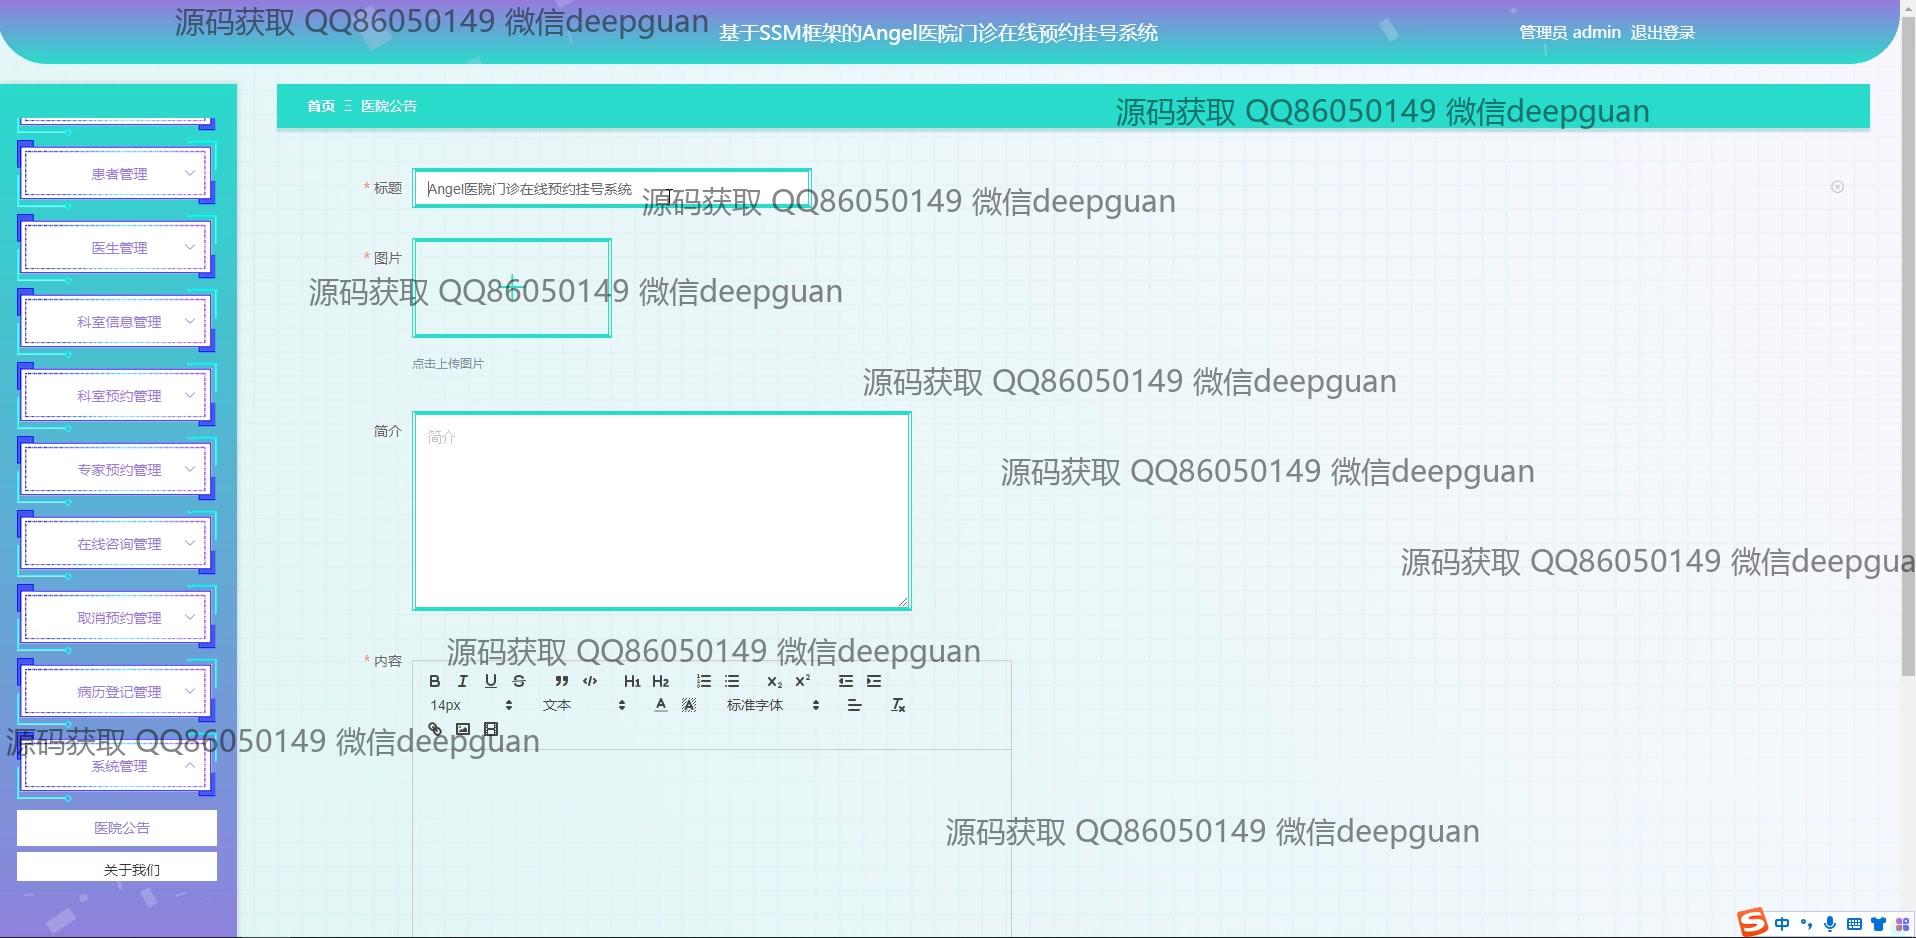 源码获取 QQ86050149 微信deepguan
基于SSM框架的Angel医院门诊在线预约挂号系统
管理员 admin 退出登录
首页 医院公告
源码获取 QQ86050149 微信deepguan
患者管理
* 标题
Angel医院门诊在线预约挂号系统
源码获取 QQ86050149 微信deepguan
医生管理
* 图片
源码获取 QQ86050149 微信deepguan
科室信息管理
点击上传图片
源码获取 QQ86050149 微信deepguan
科室预约管理
简介
简介
专家预约管理
源码获取 QQ86050149 微信deepguan
在线咨询管理
源码获取 QQ86050149 微信deepgua
取消预约管理
* 内容
源码获取 QQ86050149 微信deepguan
B I U S H1 H2 X2 X2
病历登记管理
14px 文本 A A 标准字体
源码获取 QQ86050149 微信deepguan
系统管理
医院公告
源码获取 QQ86050149 微信deepguan
关于我们
中